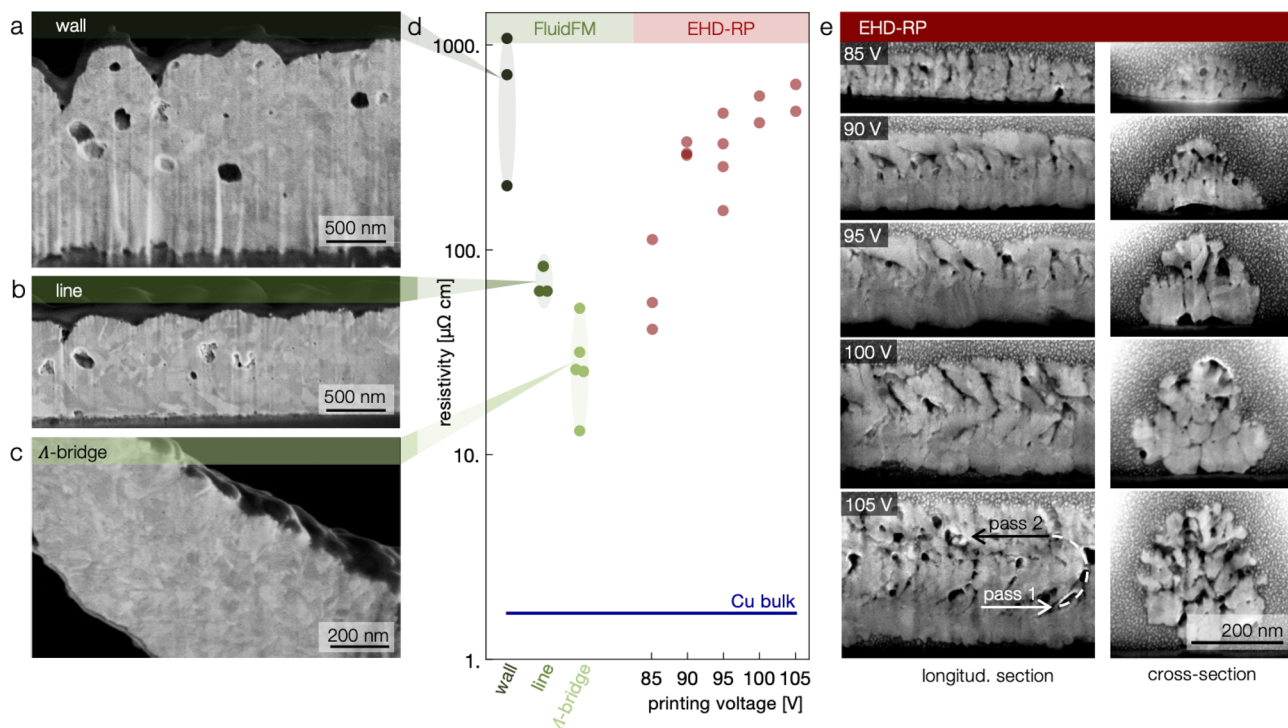 a
wall
500 nm
b
line
500 nm
c
Λ-bridge
200 nm
d
FluidFM
EHD-RP
1000.
100.
10.
1.
resistivity [µΩ cm]
Cu bulk
wall
line
Λ-bridge
85 90 95 100 105
printing voltage [V]
e
EHD-RP
85 V
90 V
95 V
100 V
105 V
pass 2
pass 1
200 nm
longitud. section
cross-section